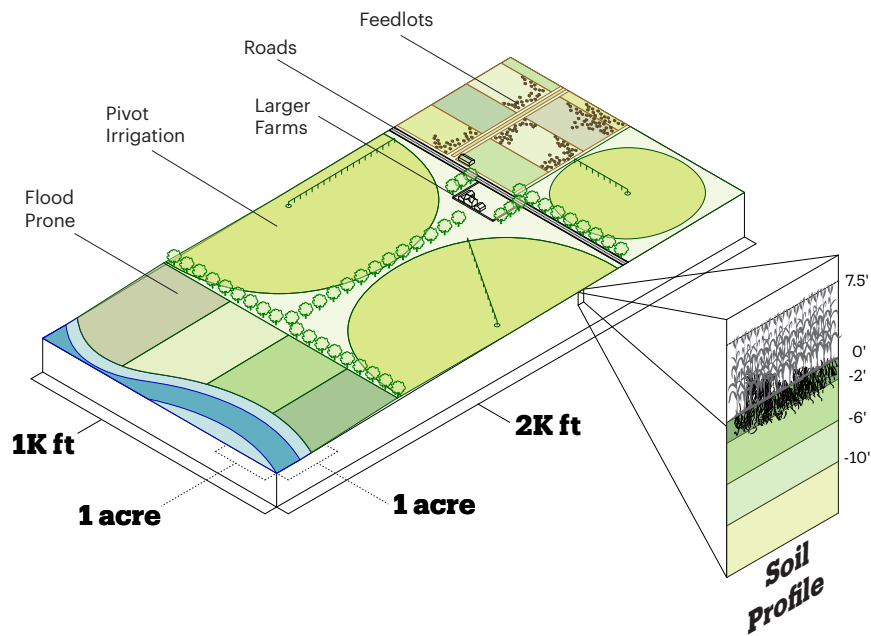 Feedlots
Roads
Larger
Farms
Pivot
Irrigation
Flood
Prone
7.5'
0'
-2'
-6'
-10'
2K ft
1K ft
1 acre
1 acre
Soil
Profile